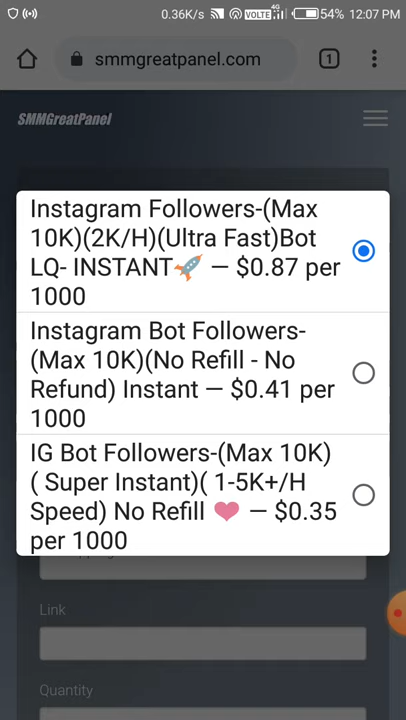 0.36K/s VOLTE 4G 54% 12:07 PM
smmgreatpanel.com 1
SMMGreatPanel
Instagram Followers-(Max
10K)(2K/H)(Ultra Fast)Bot
LQ- INSTANT🚀 — $0.87 per
1000
Instagram Bot Followers-
(Max 10K)(No Refill - No
Refund) Instant — $0.41 per
1000
IG Bot Followers-(Max 10K)
( Super Instant)( 1-5K+/H
Speed) No Refill ❤ — $0.35
per 1000
Link
Quantity